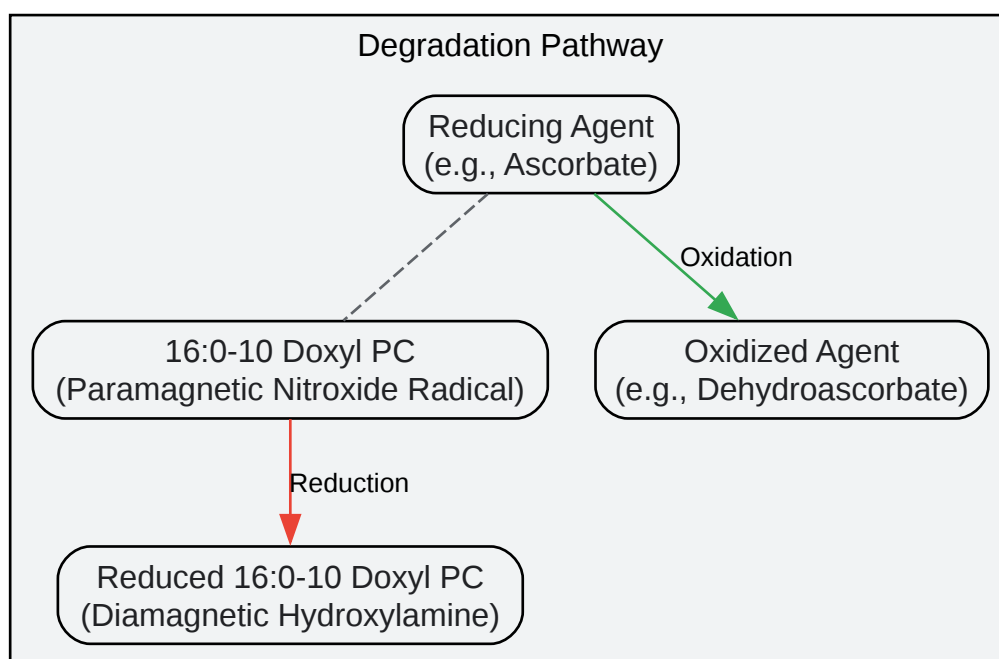 Degradation Pathway
Reducing Agent
(e.g., Ascorbate)
Oxidation
16:0-10 Doxyl PC
(Paramagnetic Nitroxide Radical)
Oxidized Agent
(e.g., Dehydroascorbate)
Reduction
Reduced 16:0-10 Doxyl PC
(Diamagnetic Hydroxylamine)